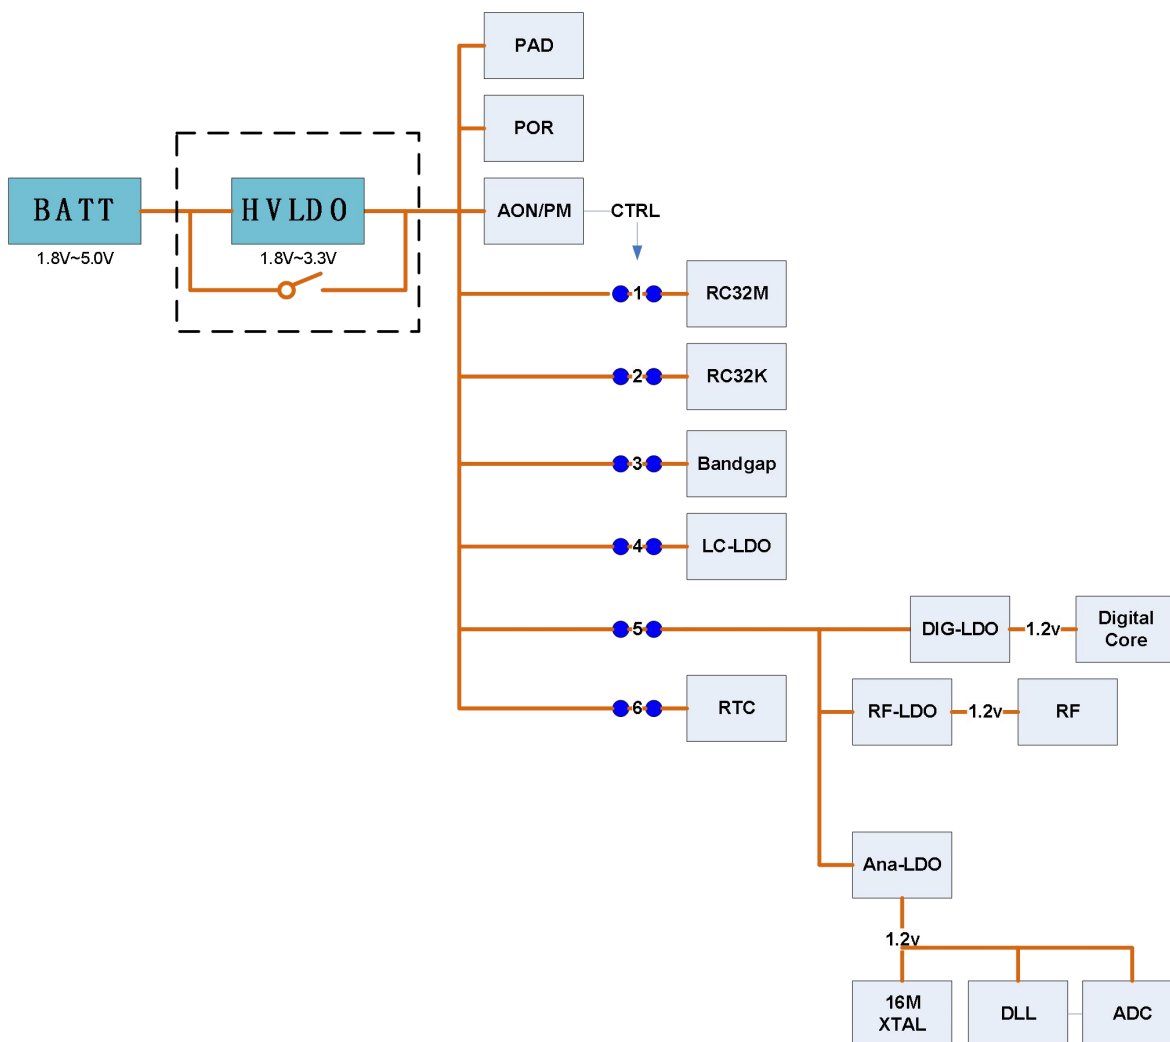 PAD
POR
BATT
HVLDO
AON/PM
CTRL
1.8V~5.0V
1.8V~3.3V
1
RC32M
2
RC32K
3
Bandgap
4
LC-LDO
5
DIG-LDO
1.2v
Digital
Core
6
RTC
RF-LDO
1.2v
RF
Ana-LDO
1.2v
16M
XTAL
DLL
ADC